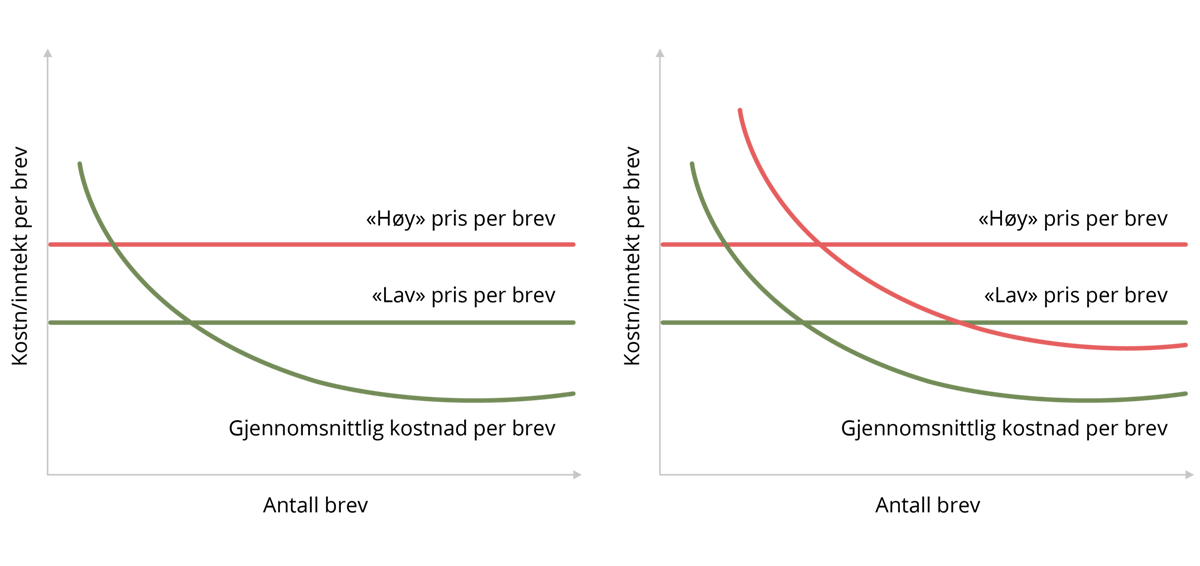 Kostn/inntekt per brev
«Høy» pris per brev
«Lav» pris per brev
Gjennomsnittlig kostnad per brev
Antall brev
Kostn/inntekt per brev
«Høy» pris per brev
«Lav» pris per brev
Gjennomsnittlig kostnad per brev
Antall brev